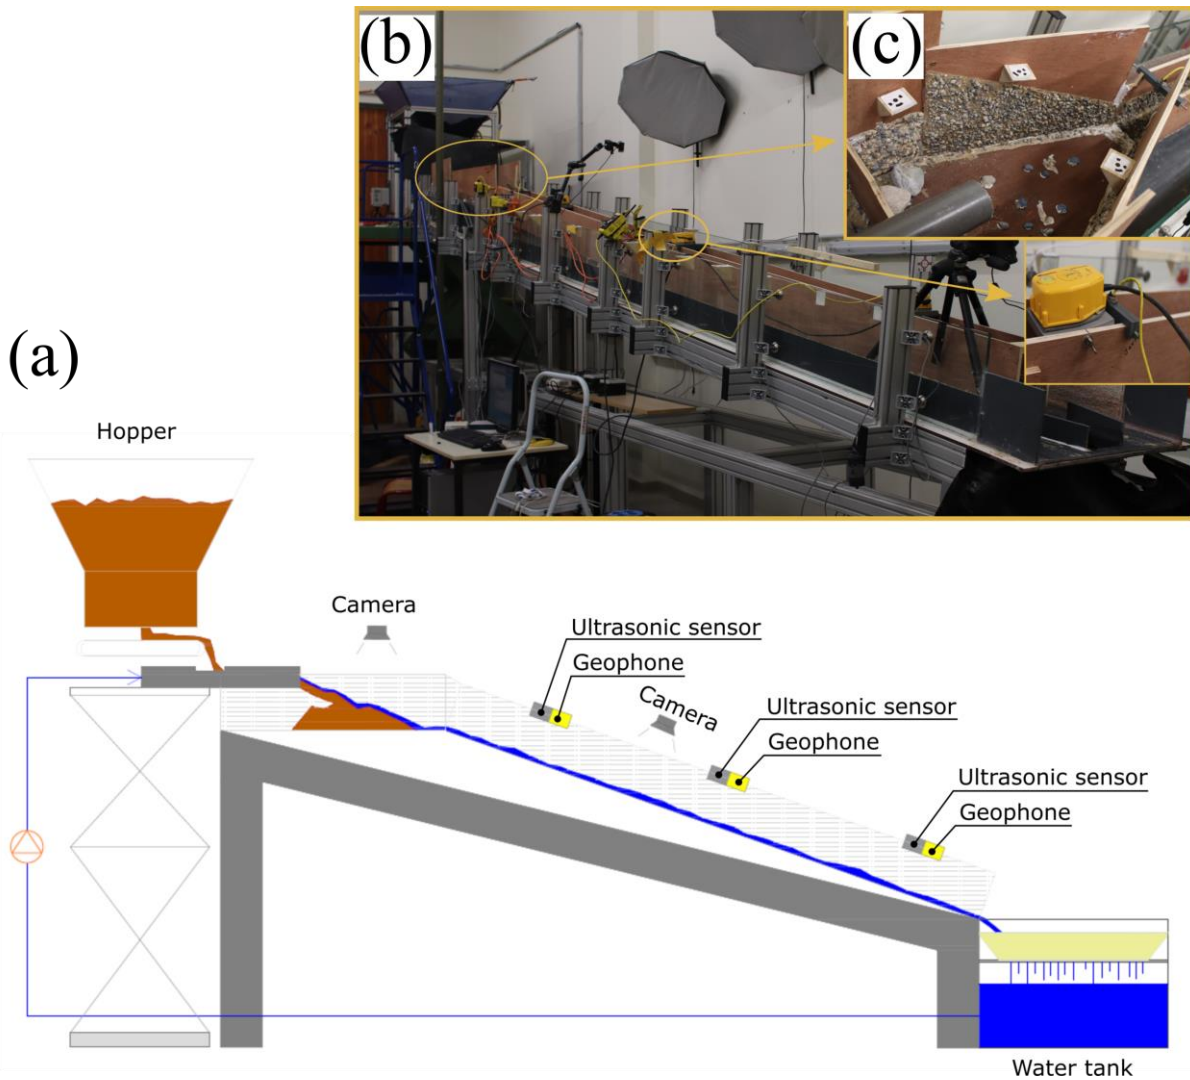 (b)
(c)
(a)
Hopper
Camera
Ultrasonic sensor
Geophone
Camera
Ultrasonic sensor
Geophone
Ultrasonic sensor
Geophone
Water tank